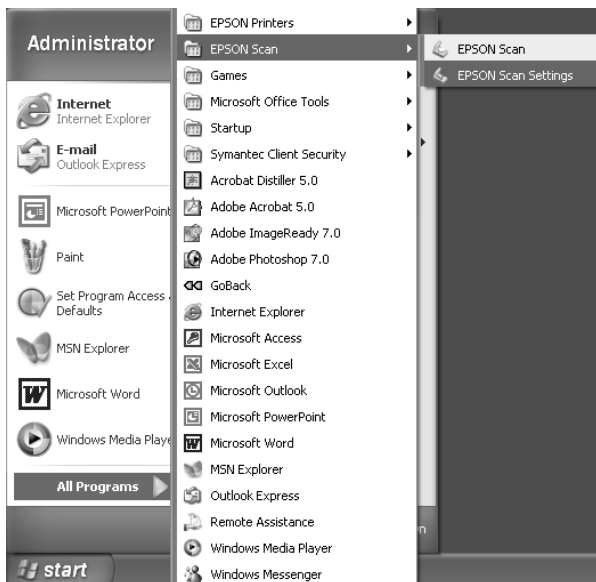 Administrator
Internet
Internet Explorer
E-mail
Outlook Express
Microsoft PowerPoint
Paint
Set Program Access
Defaults
MSN Explorer
Microsoft Word
Windows Media Playe
All Programs
start
EPSON Printers
EPSON Scan
Games
Microsoft Office Tools
Startup
Symantec Client Security
Acrobat Distiller 5.0
Adobe Acrobat 5.0
Adobe ImageReady 7.0
Adobe Photoshop 7.0
GoBack
Internet Explorer
Microsoft Access
Microsoft Excel
Microsoft Outlook
Microsoft PowerPoint
Microsoft Word
MSN Explorer
Outlook Express
Remote Assistance
Windows Media Player
Windows Messenger
EPSON Scan
EPSON Scan Settings